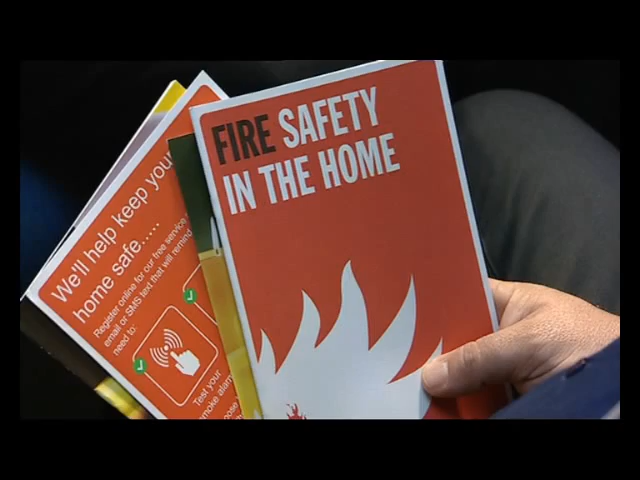 FIRE SAFETY
IN THE HOME
We'll help keep your
home safe.....
Register online for our free service
email or SMS text that will remind
need to:
Test your
smoke alarm